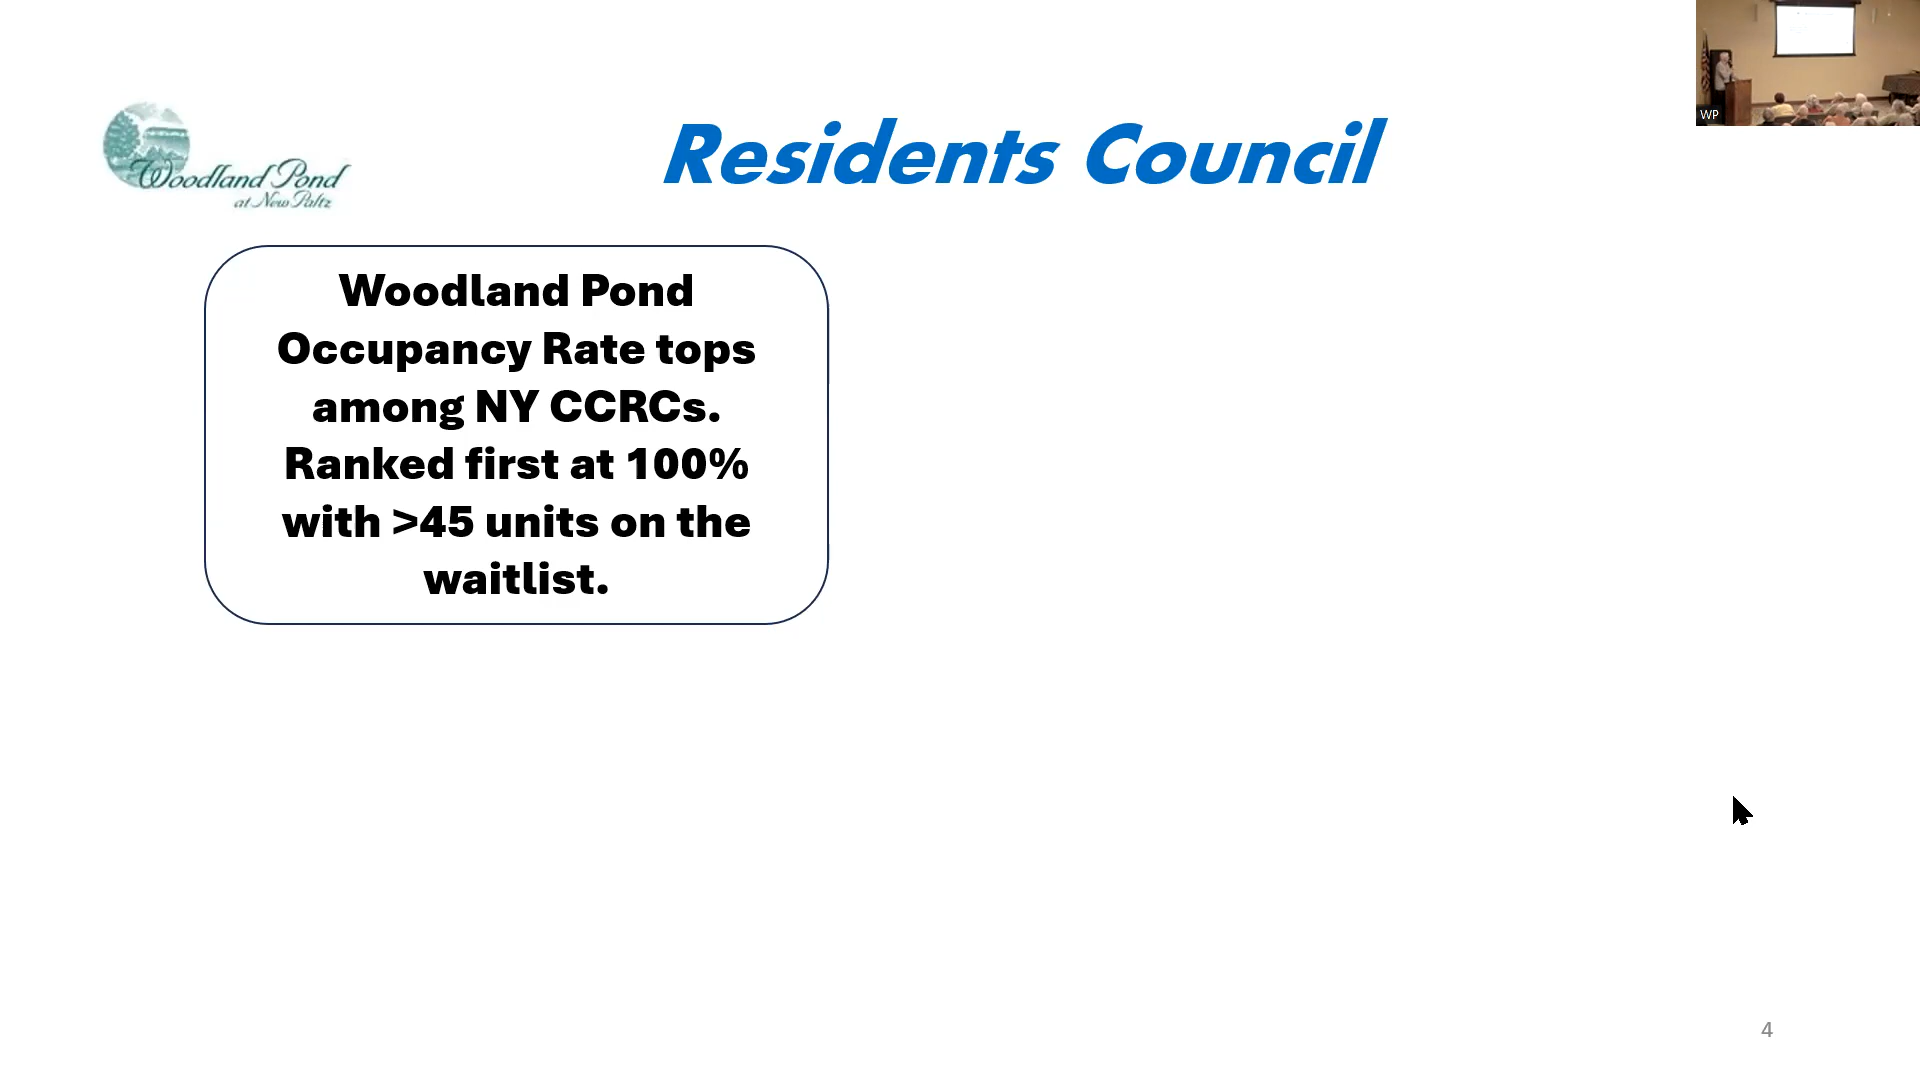 WP
Woodland Pond
at New Paltz
Residents Council
Woodland Pond
Occupancy Rate tops
among NY CCRCs.
Ranked first at 100%
with >45 units on the
waitlist.
4